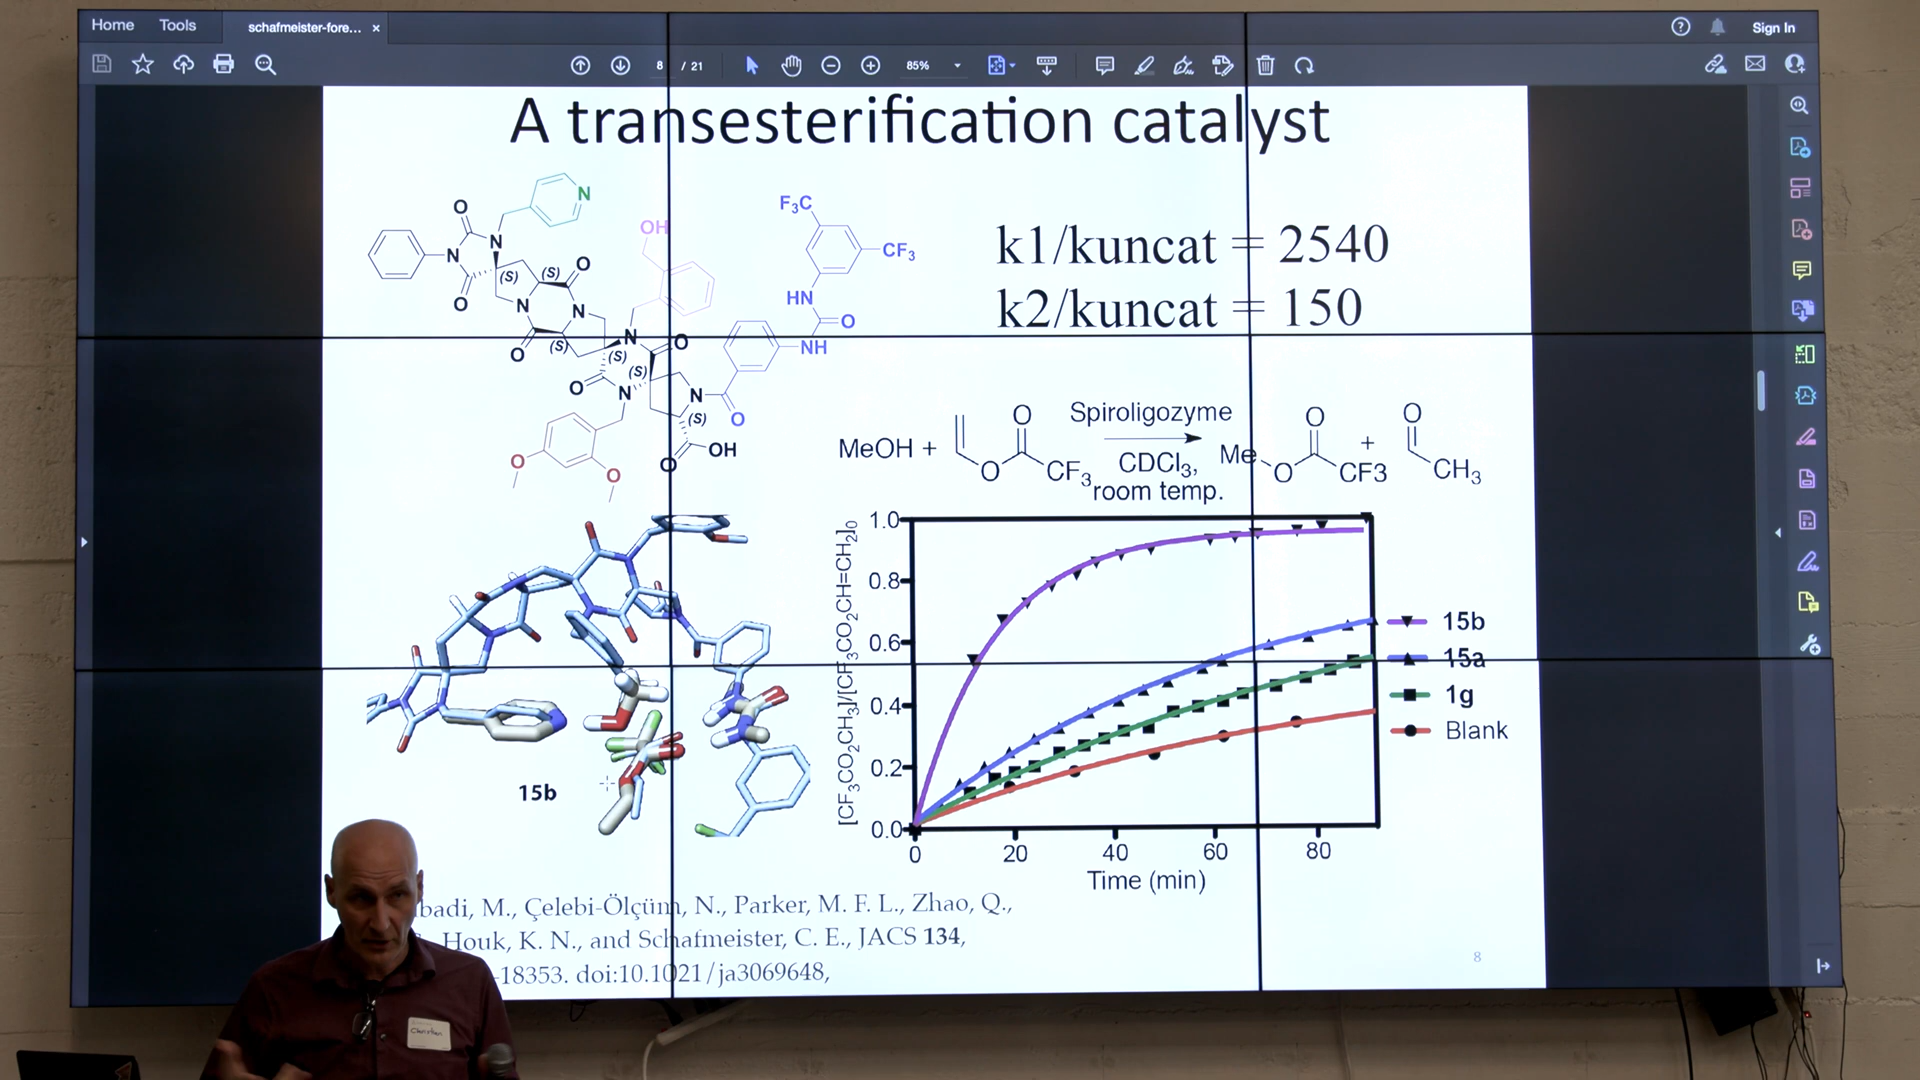 Home Tools schafmeister-fore... × Sign In
8 / 21 85%
A transesterification catalyst
k1/kuncat = 2540
k2/kuncat = 150
O N N N O O
(S) (S) O
N N
O (S) N O
(S)
(S)
O N N
(S) O
O OH
O
O
OH
F₃C
CF₃
HN
O
NH
MeOH + O O CF₃
Spiroligozyme
CDCl₃,
room temp.
Me O O CF3 + O CH₃
[CF₃CO₂CH₃]/[CF₃CO₂CH=CH₂]₀
1.0
0.8
0.6
0.4
0.2
0.0
0 20 40 60 80
Time (min)
15b
15a
1g
Blank
15b
badi, M., Çelebi-Ölçüm, N., Parker, M. F. L., Zhao, Q.,
Houk, K. N., and Schafmeister, C. E., JACS 134,
-18353. doi:10.1021/ja3069648,
8
Christian